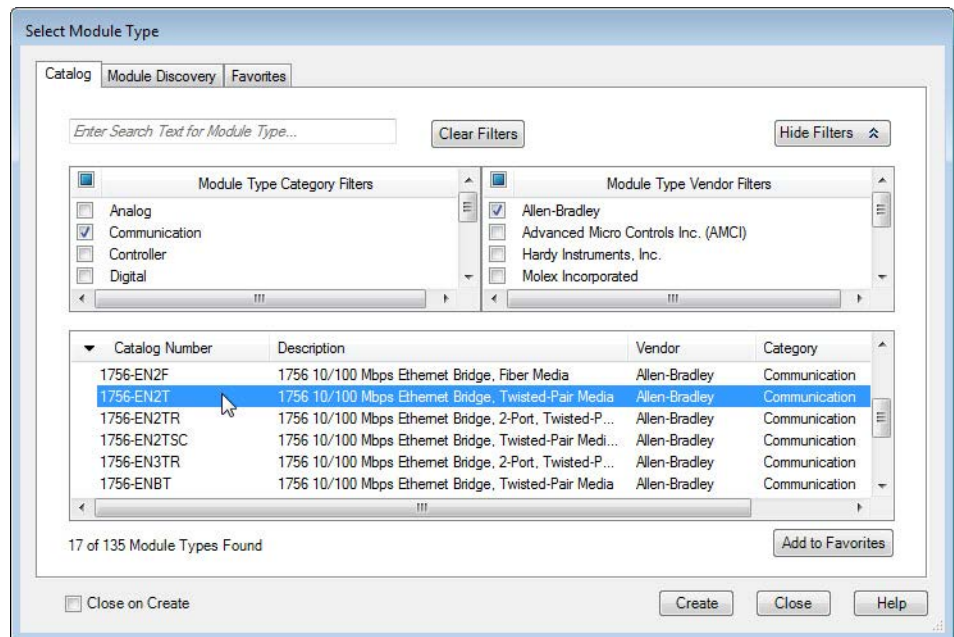 Select Module Type
Catalog Module Discovery Favorites
Enter Search Text for Module Type... Clear Filters Hide Filters
Module Type Category Filters
Analog
Communication
Controller
Digital
Module Type Vendor Filters
Allen-Bradley
Advanced Micro Controls Inc. (AMCI)
Hardy Instruments, Inc.
Molex Incorporated
Catalog Number Description Vendor Category
1756-EN2F 1756 10/100 Mbps Ethernet Bridge, Fiber Media Allen-Bradley Communication
1756-EN2T 1756 10/100 Mbps Ethernet Bridge, Twisted-Pair Media Allen-Bradley Communication
1756-EN2TR 1756 10/100 Mbps Ethernet Bridge, 2-Port, Twisted-P... Allen-Bradley Communication
1756-EN2TSC 1756 10/100 Mbps Ethernet Bridge, Twisted-Pair Medi... Allen-Bradley Communication
1756-EN3TR 1756 10/100 Mbps Ethernet Bridge, 2-Port, Twisted-P... Allen-Bradley Communication
1756-ENBT 1756 10/100 Mbps Ethernet Bridge, Twisted-Pair Media Allen-Bradley Communication
17 of 135 Module Types Found Add to Favorites
Close on Create Create Close Help